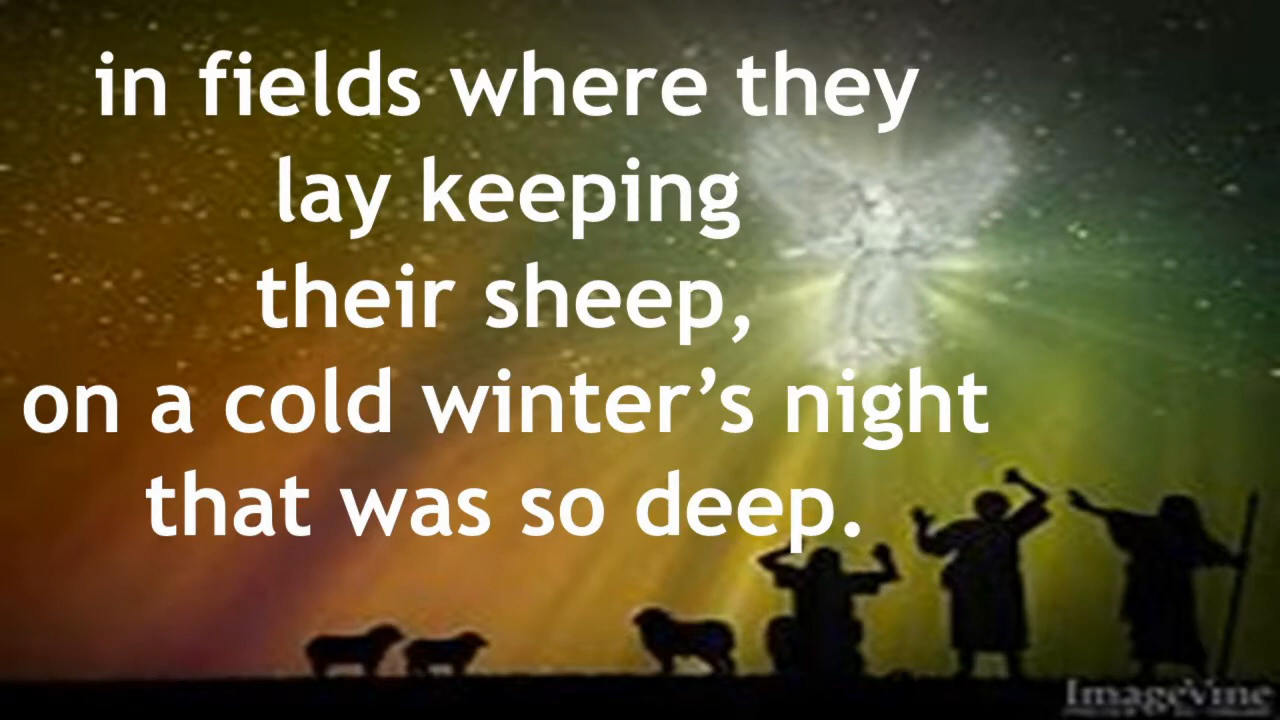 in fields where they
lay keeping
their sheep,
on a cold winter’s night
that was so deep.
ImageVine